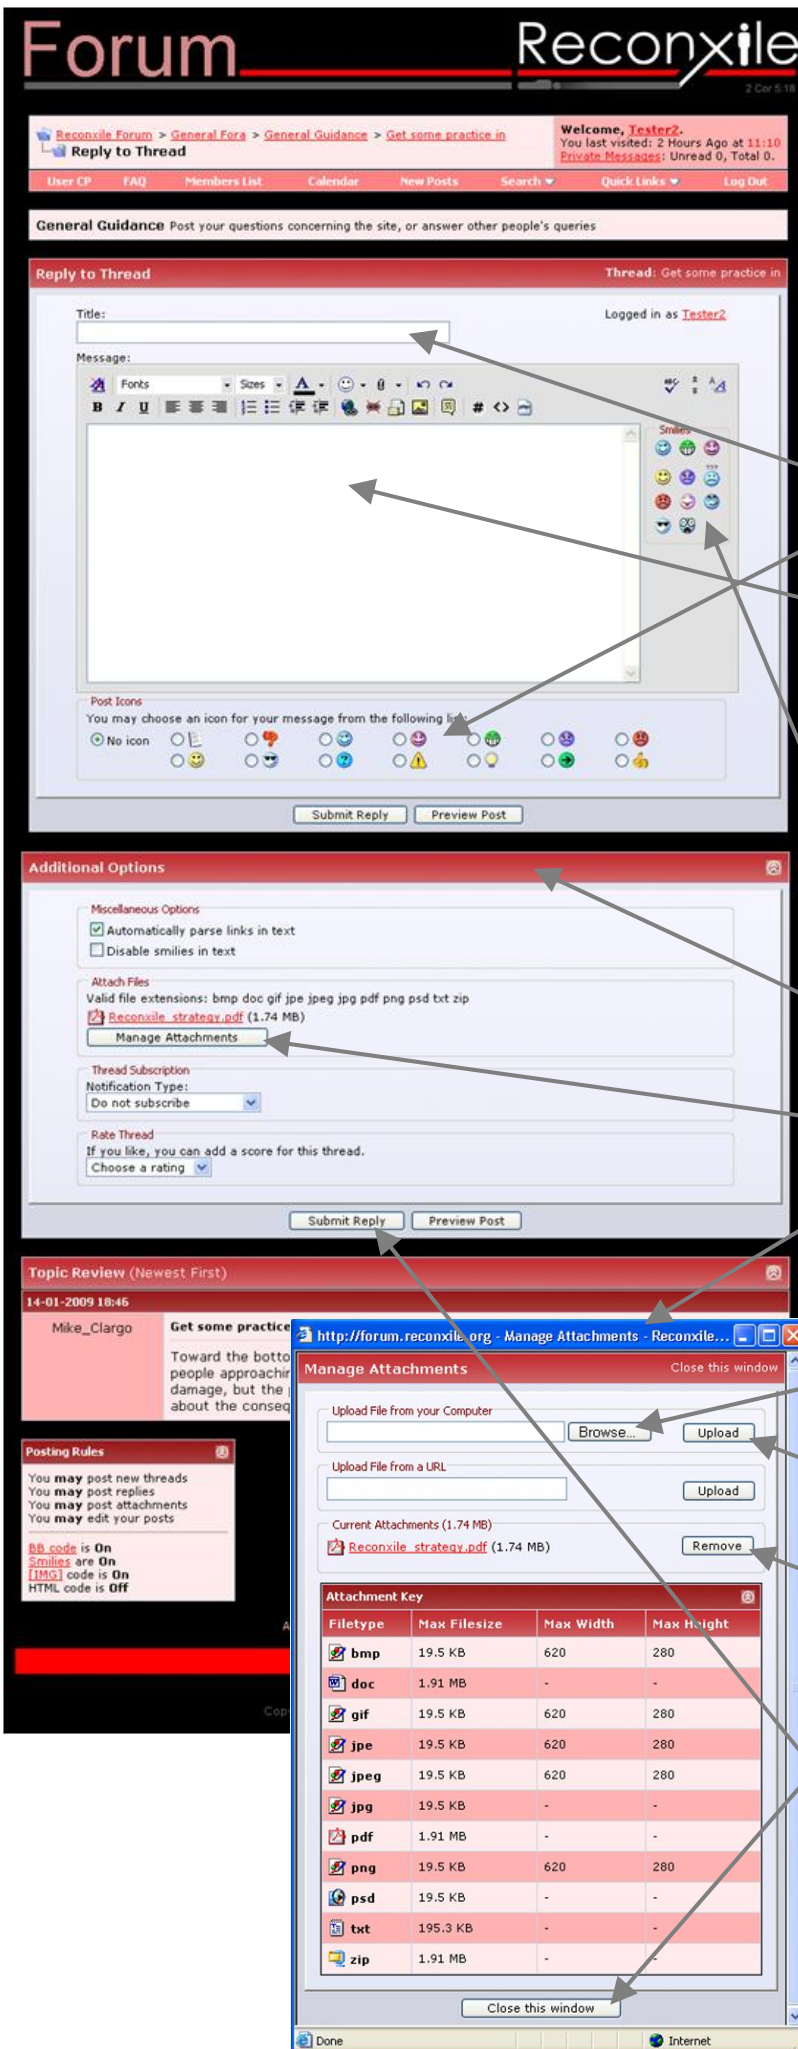 Forum
Reconxile
2 Cor 5:18
Reconxile Forum > General Fora > General Guidance > Get some practice in
Reply to Thread
Welcome, Tester2.
You last visited: 2 Hours Ago at 11:10
Private Messages: Unread 0, Total 0.
User CP FAQ Members List Calendar New Posts Search Quick Links Log Out
General Guidance Post your questions concerning the site, or answer other people's queries
Reply to Thread
Thread: Get some practice in
Title:
Logged in as Tester2
Message:
Fonts Sizes A
ABC
B I U # <>
Smilies
Post Icons
You may choose an icon for your message from the following list:
No icon
Submit Reply Preview Post
Additional Options
Miscellaneous Options
Automatically parse links in text
Disable smilies in text
Attach Files
Valid file extensions: bmp doc gif jpe jpeg jpg pdf png psd txt zip
Reconxile_strategy.pdf (1.74 MB)
Manage Attachments
Thread Subscription
Notification Type:
Do not subscribe
Rate Thread
If you like, you can add a score for this thread.
Choose a rating
Submit Reply Preview Post
Topic Review (Newest First)
14-01-2009 18:46
Mike_Clargo
Get some practice
Toward the botto
people approachin
damage, but the
about the conseq
Posting Rules
You may post new threads
You may post replies
You may post attachments
You may edit your posts
BB code is On
Smilies are On
[IMG] code is On
HTML code is Off
A
Cop
http://forum.reconxile.org - Manage Attachments - Reconxile...
Manage Attachments
Close this window
Upload File from your Computer
Browse... Upload
Upload File from a URL
Upload
Current Attachments (1.74 MB)
Reconxile_strategy.pdf (1.74 MB) Remove
Attachment Key
Filetype Max Filesize Max Width Max Height
bmp 19.5 KB 620 280
doc 1.91 MB - -
gif 19.5 KB 620 280
jpe 19.5 KB 620 280
jpeg 19.5 KB 620 280
jpg 19.5 KB - -
pdf 1.91 MB - -
png 19.5 KB 620 280
psd 19.5 KB - -
txt 195.3 KB - -
zip 1.91 MB - -
Close this window
Done
Internet